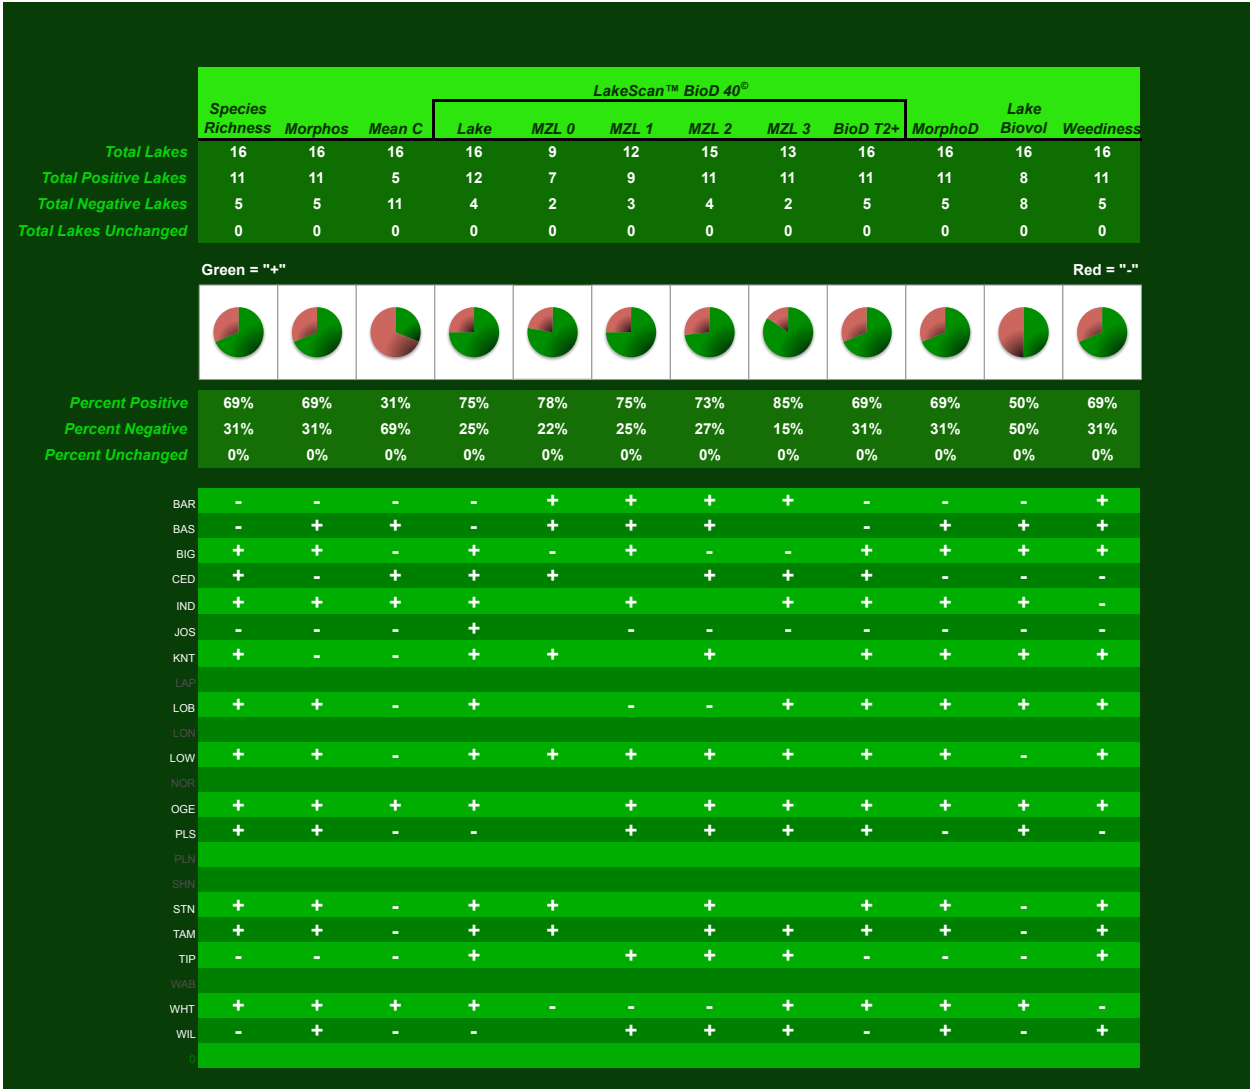 LakeScan™ BioD 40©
Species Richness Morphos Mean C Lake MZL 0 MZL 1 MZL 2 MZL 3 BioD T2+ MorphoD Lake Biovol Weediness
Total Lakes 16 16 16 16 9 12 15 13 16 16 16 16
Total Positive Lakes 11 11 5 12 7 9 11 11 11 11 8 11
Total Negative Lakes 5 5 11 4 2 3 4 2 5 5 8 5
Total Lakes Unchanged 0 0 0 0 0 0 0 0 0 0 0 0
Green = "+" Red = "-"
Percent Positive 69% 69% 31% 75% 78% 75% 73% 85% 69% 69% 50% 69%
Percent Negative 31% 31% 69% 25% 22% 25% 27% 15% 31% 31% 50% 31%
Percent Unchanged 0% 0% 0% 0% 0% 0% 0% 0% 0% 0% 0% 0%
BAR - - - - + + + + - - - +
BAS - + + - + + + - + + +
BIG + + - + - + - - + + + +
CED + - + + + + + + - - -
IND + + + + + + + + + -
JOS - - - + - - - - - - -
KNT + - - + + + + + + +
LAP
LOB + + - + - - + + + + +
LON
LOW + + - + + + + + + + - +
NOR
OGE + + + + + + + + + + +
PLS + + - - + + + + - + -
PLN
SHN
STN + + - + + + + + - +
TAM + + - + + + + + + - +
TIP - - - + + + + - - - +
WAB
WHT + + + + - - - + + + + -
WIL - + - - + + + - + - +
0